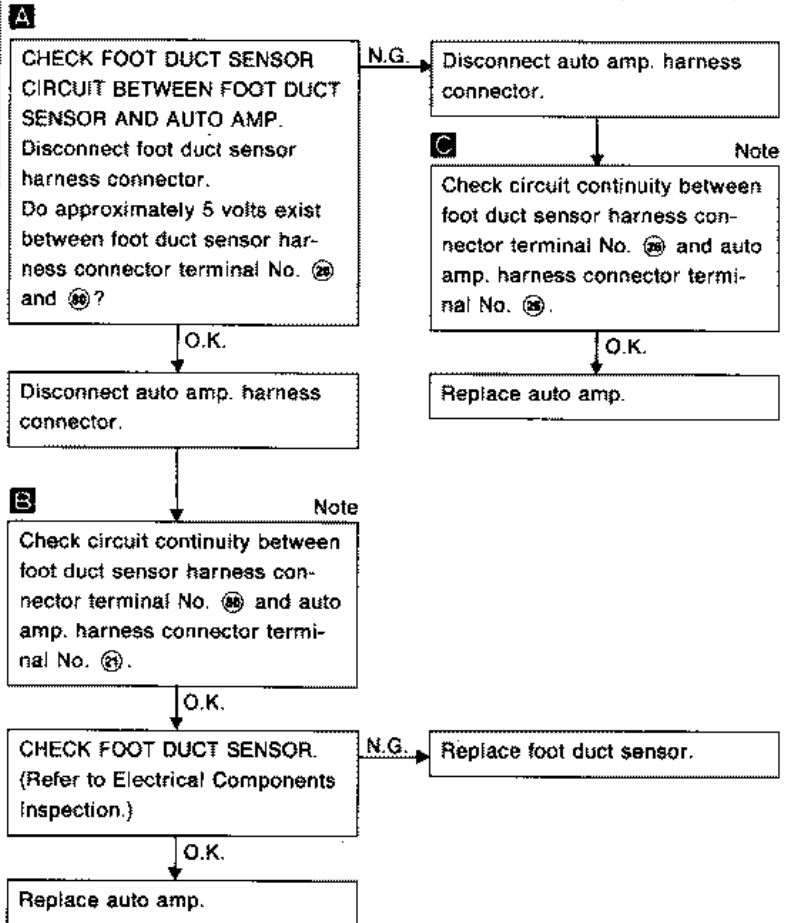 A
CHECK FOOT DUCT SENSOR
CIRCUIT BETWEEN FOOT DUCT
SENSOR AND AUTO AMP.
Disconnect foot duct sensor
harness connector.
Do approximately 5 volts exist
between foot duct sensor har-
ness connector terminal No.
and ?
N.G.
Disconnect auto amp. harness
connector.
C
Note
Check circuit continuity between
foot duct sensor harness con-
nector terminal No. and auto
amp. harness connector termi-
nal No. .
O.K.
Replace auto amp.
O.K.
Disconnect auto amp. harness
connector.
B
Note
Check circuit continuity between
foot duct sensor harness con-
nector terminal No. and auto
amp. harness connector termi-
nal No. ㉑.
O.K.
CHECK FOOT DUCT SENSOR.
(Refer to Electrical Components
Inspection.)
N.G.
Replace foot duct sensor.
O.K.
Replace auto amp.